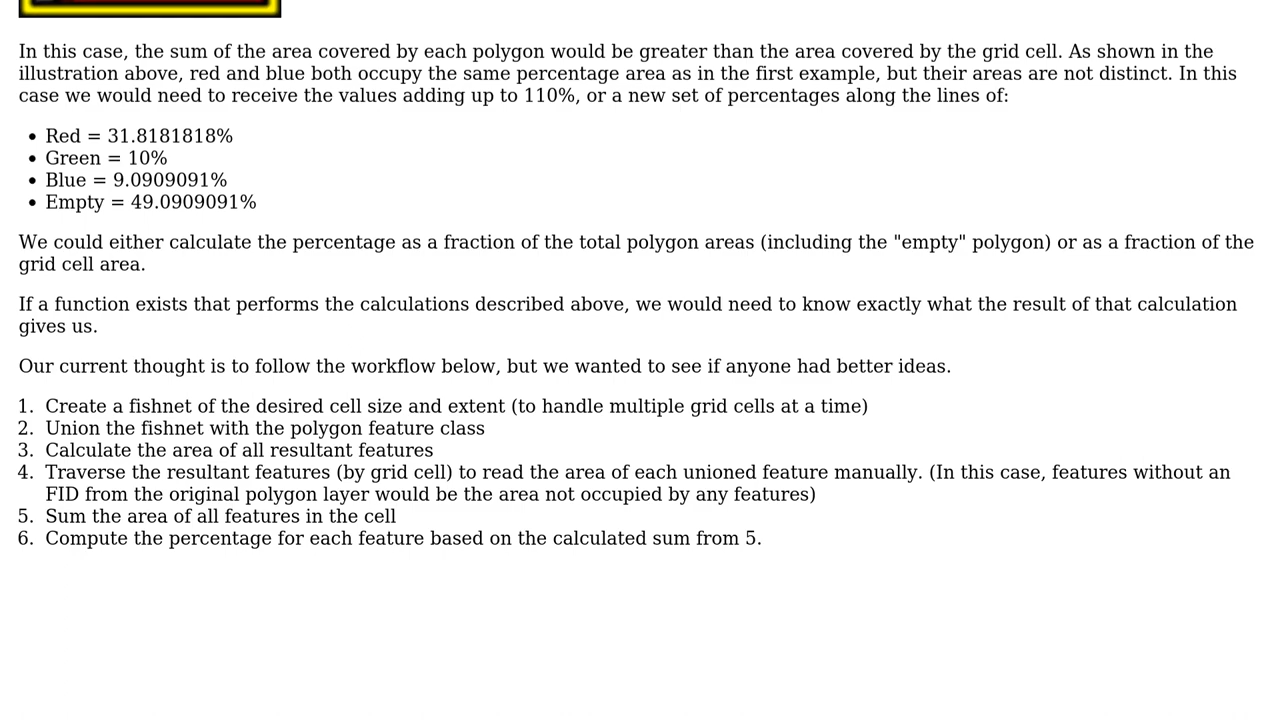 In this case, the sum of the area covered by each polygon would be greater than the area covered by the grid cell. As shown in the
illustration above, red and blue both occupy the same percentage area as in the first example, but their areas are not distinct. In this
case we would need to receive the values adding up to 110%, or a new set of percentages along the lines of:
• Red = 31.8181818%
• Green = 10%
• Blue = 9.0909091%
• Empty = 49.0909091%
We could either calculate the percentage as a fraction of the total polygon areas (including the "empty" polygon) or as a fraction of the
grid cell area.
If a function exists that performs the calculations described above, we would need to know exactly what the result of that calculation
gives us.
Our current thought is to follow the workflow below, but we wanted to see if anyone had better ideas.
1. Create a fishnet of the desired cell size and extent (to handle multiple grid cells at a time)
2. Union the fishnet with the polygon feature class
3. Calculate the area of all resultant features
4. Traverse the resultant features (by grid cell) to read the area of each unioned feature manually. (In this case, features without an
FID from the original polygon layer would be the area not occupied by any features)
5. Sum the area of all features in the cell
6. Compute the percentage for each feature based on the calculated sum from 5.